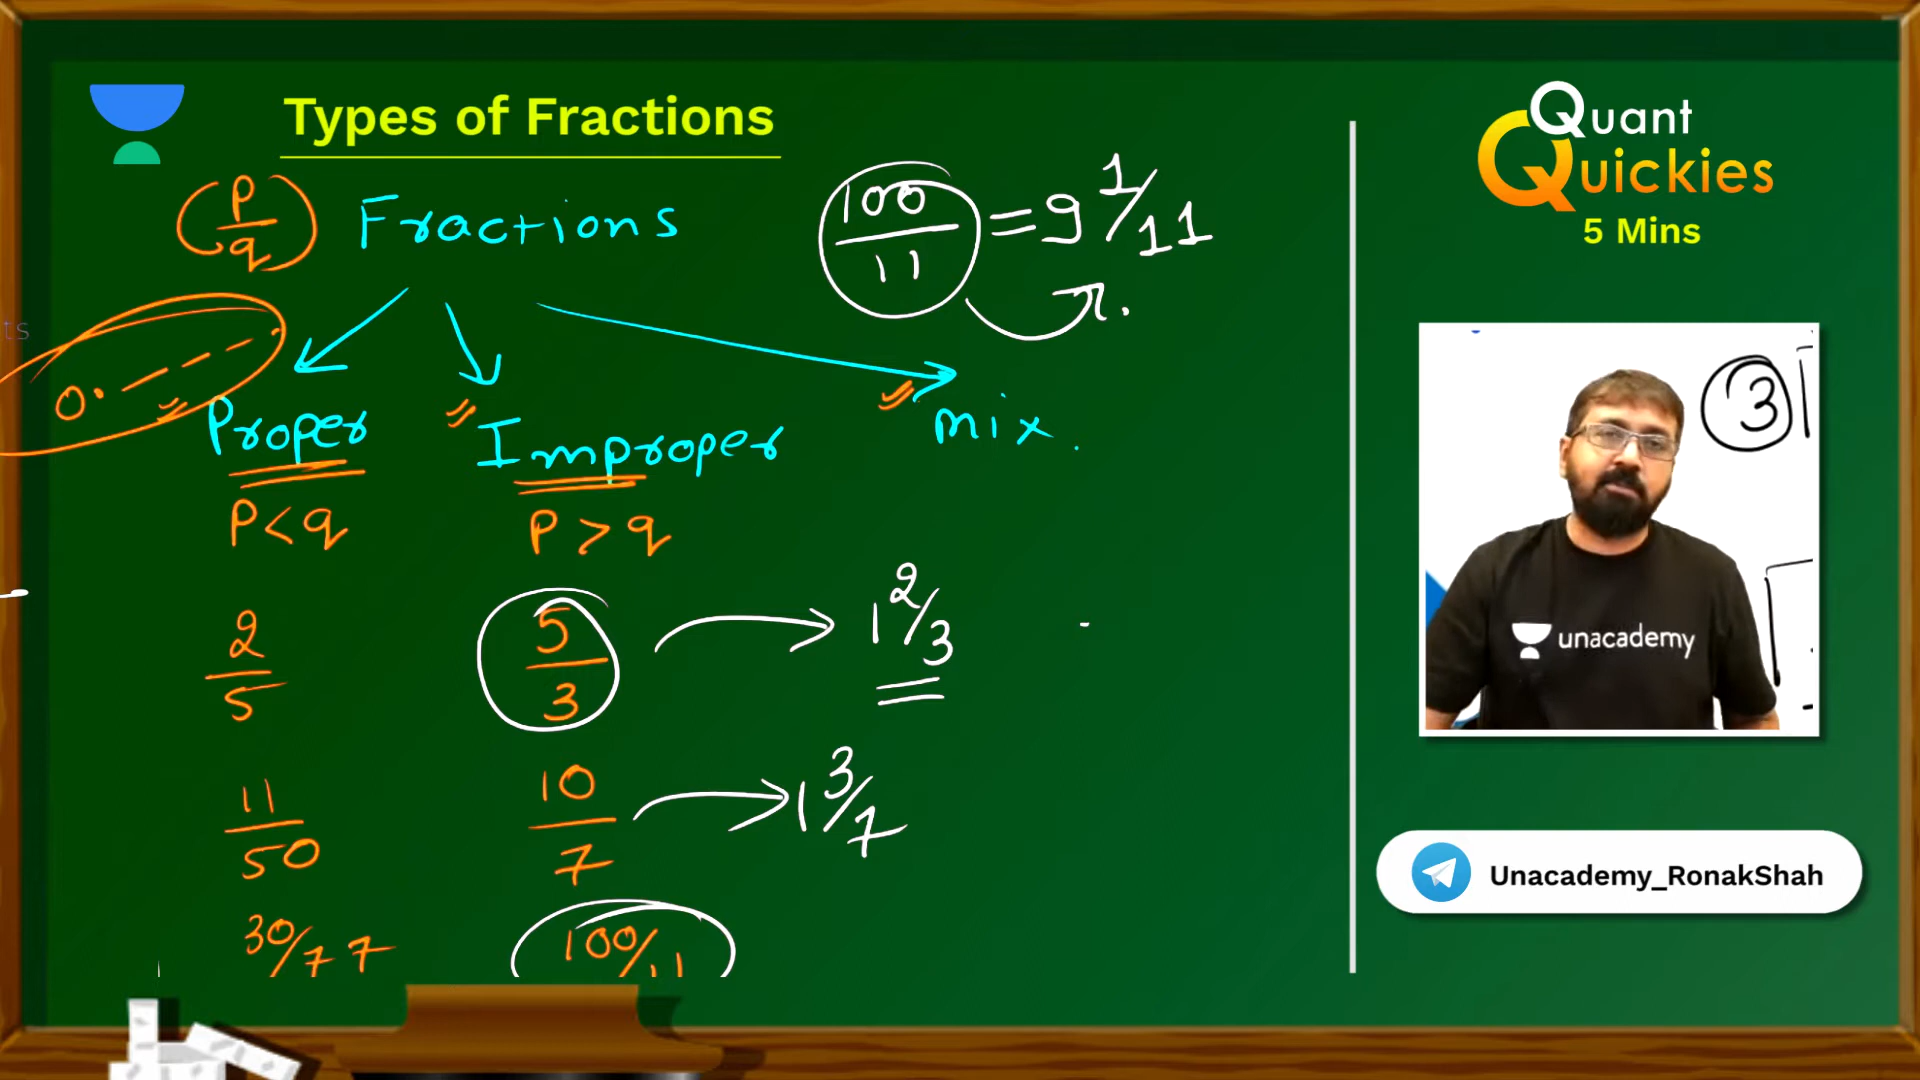 Types of Fractions
(p/q) Fractions
100/11 = 9 1/11
0.
Proper
Improper
mix.
P < q
P > q
2/5
5/3
1 2/3
11/50
10/7
1 3/7
30/77
100/11
Quant
Quickies
5 Mins
3
unacademy
Unacademy_RonakShah
ts